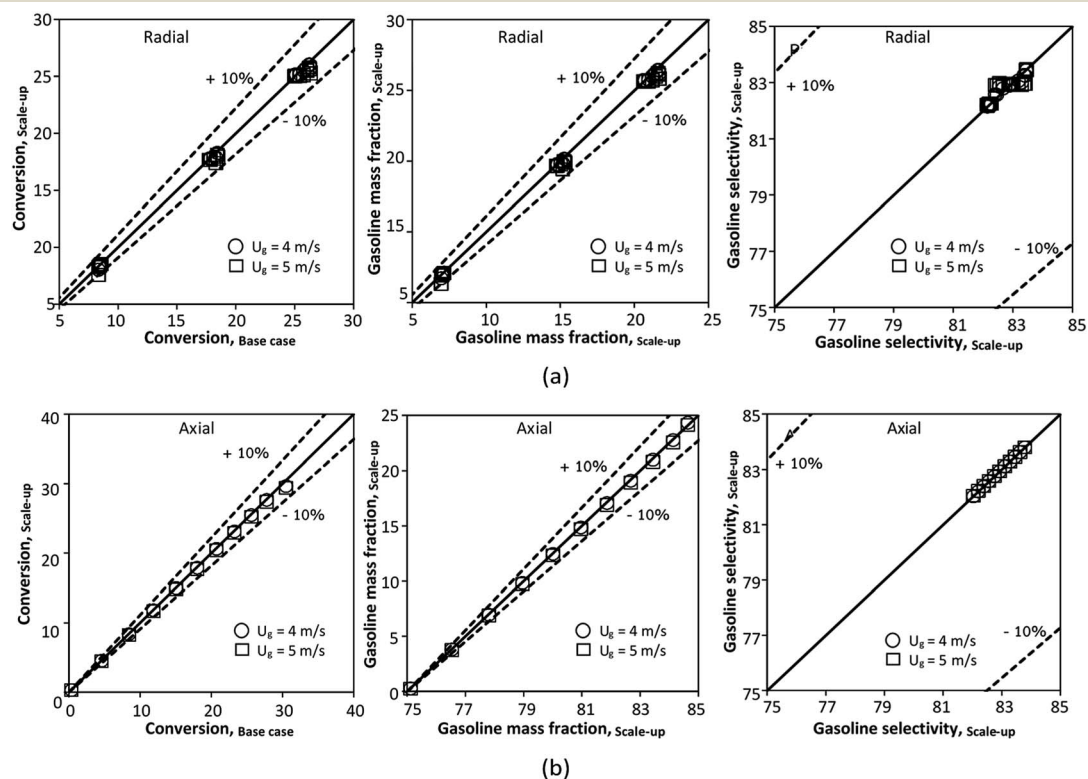 30
25
20
15
20
5
Conversion, Scale-up
Radial
+ 10%
- 10%
Ug = 4 m/s
Ug = 5 m/s
5 10 15 20 25 30
Conversion, Base case
30
25
20
15
5
Gasoline mass fraction, Scale-up
Radial
+ 10%
- 10%
Ug = 4 m/s
Ug = 5 m/s
5 10 15 20 25
Gasoline mass fraction, Scale-up
85
83
81
79
77
75
Gasoline selectivity, Scale-up
Radial
+ 10%
- 10%
Ug = 4 m/s
Ug = 5 m/s
75 77 79 81 83 85
Gasoline selectivity, Scale-up
(a)
40
30
20
10
0
Conversion, Scale-up
Axial
+ 10%
- 10%
Ug = 4 m/s
Ug = 5 m/s
0 10 20 30 40
Conversion, Base case
25
20
15
10
5
0
Gasoline mass fraction, Scale-up
Axial
+ 10%
- 10%
Ug = 4 m/s
Ug = 5 m/s
75 77 79 81 83 85
Gasoline mass fraction, Scale-up
85
83
81
79
77
75
Gasoline selectivity, Scale-up
Axial
+ 10%
- 10%
Ug = 4 m/s
Ug = 5 m/s
75 77 79 81 83 85
Gasoline selectivity, Scale-up
(b)